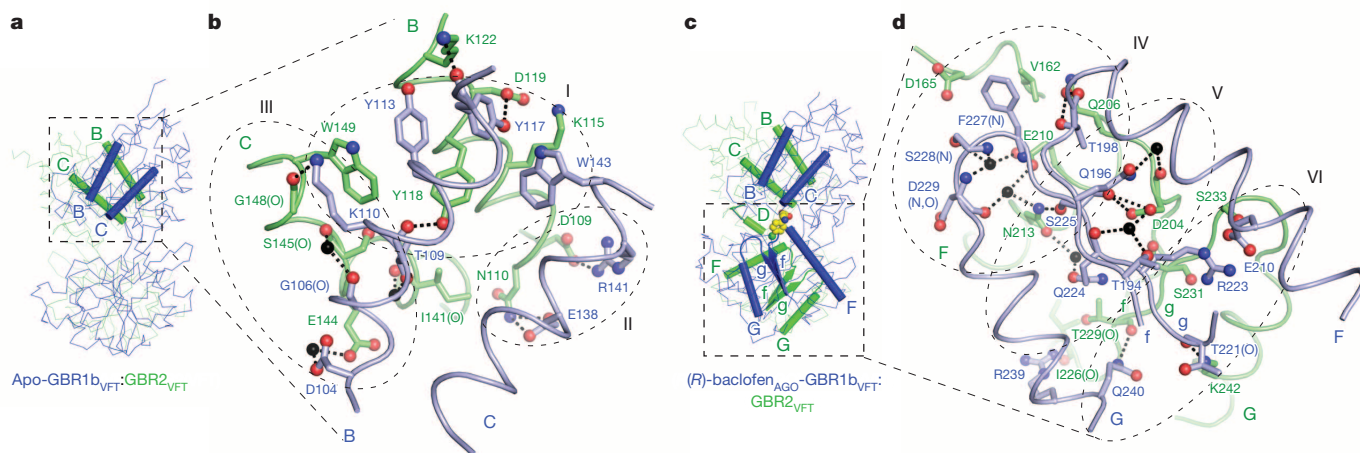 a
B
C
B
C
Apo-GBR1bVFT:GBR2VFT
b
B
K122
D119
I
Y113
Y117
K115
III
C
W149
W143
Y118
G148(O)
K110
D109
S145(O)
T109
N110
R141
G106(O)
I141(O)
E138
II
E144
D104
B
C
c
B
C
B
C
D
F
f
g
f
g
F
G
G
(R)-baclofenAGO-GBR1bVFT:
GBR2VFT
d
IV
D165
V162
Q206
V
F227(N)
E210
T198
S228(N)
Q196
VI
D229
(N,O)
S233
S225
D204
N213
F
E210
Q224
T194
S231
R223
f
g
T229(O)
f
g
T221(O)
F
R239
I226(O)
Q240
K242
G
G